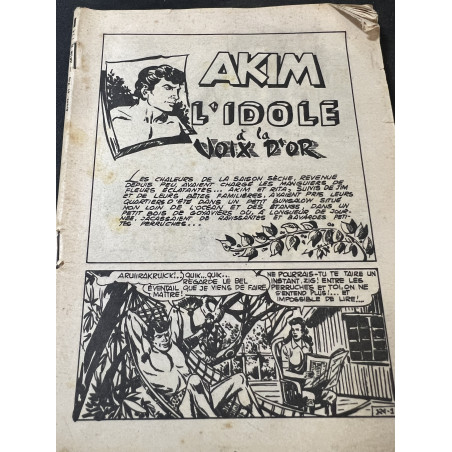 AKIM
L'IDOLE
à la
VOIX D'OR
LES CHALEURS DE LA SAISON SÈCHE, REVENUE
DEPUIS PEU, AVAIENT CHARGÉ LES MANGUIERS DE
FLEURS ÉCLATANTES... AKIM ET RITA, SUIVIS DE JIM
ET DE LEURS BÊTES FAMILIÈRES, AVAIENT PRIS LEURS
QUARTIERS D'ÉTÉ DANS UN PETIT BUNGALOW SITUÉ
NON LOIN DE L'OCÉAN ET DES ÉTANGS, DANS UN
PETIT BOIS DE GOYAVIERS OÙ, À LONGUEUR DE JOUR-
NÉE, JACASSAIENT DE RAVISSANTES ET BAVARDES PETI-
TES PERRUCHES...
ARUIIRAKRUICK!..
ÉVENTAIL
MAÎTRE!
QUIK...QUIK...
REGARDE LE BEL
QUE JE VIENS DE FAIRE,
NE POURRAIS-TU TE TAIRE UN
INSTANT, ZIG! ENTRE LES
PERRUCHES ET TOI, ON NE
S'ENTEND PLUS!... ET
IMPOSSIBLE DE LIRE!..